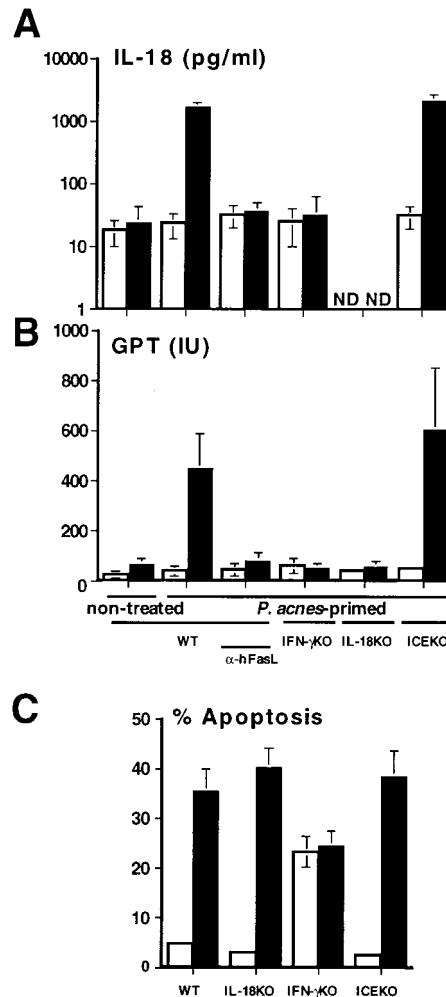 A
IL-18 (pg/ml)
10000
1000
100
10
1
ND ND
B
GPT (IU)
1000
800
600
400
200
0
non-treated P. acnes-primed
WT IFN-γKO IL-18KO ICEKO
α-hFasL
C
% Apoptosis
50
40
30
20
10
0
WT IL-18KO IFN-γKO ICEKO